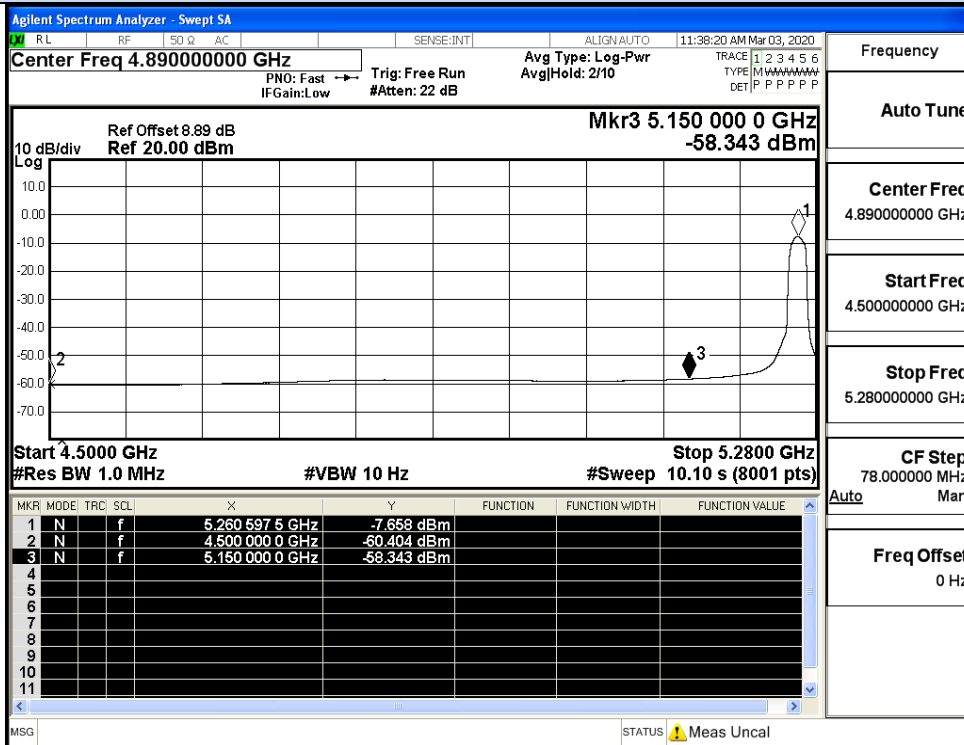 Agilent Spectrum Analyzer - Swept SA
LXI RL RF 50 Ω AC SENSE:INT ALIGN AUTO 11:38:20 AM Mar 03, 2020
Center Freq 4.890000000 GHz
PNO: Fast
IFGain:Low
Trig: Free Run
#Atten: 22 dB
Avg Type: Log-Pwr
Avg|Hold: 2/10
TRACE 1 2 3 4 5 6
TYPE M WWWWW
DET P P P P P P
Mkr3 5.150 000 0 GHz
-58.343 dBm
Ref Offset 8.89 dB
10 dB/div Ref 20.00 dBm
Log
10.0
0.00
-10.0
-20.0
-30.0
-40.0
-50.0
-60.0
-70.0
1
2
3
Start 4.5000 GHz Stop 5.2800 GHz
#Res BW 1.0 MHz #VBW 10 Hz #Sweep 10.10 s (8001 pts)
MKR MODE TRC SCL X Y FUNCTION FUNCTION WIDTH FUNCTION VALUE
1 N f 5.260 597 5 GHz -7.658 dBm
2 N f 4.500 000 0 GHz -60.404 dBm
3 N f 5.150 000 0 GHz -58.343 dBm
4
5
6
7
8
9
10
11
MSG STATUS Meas Uncal
Frequency
Auto Tune
Center Freq
4.890000000 GHz
Start Freq
4.500000000 GHz
Stop Freq
5.280000000 GHz
CF Step
78.000000 MHz
Auto Man
Freq Offset
0 Hz